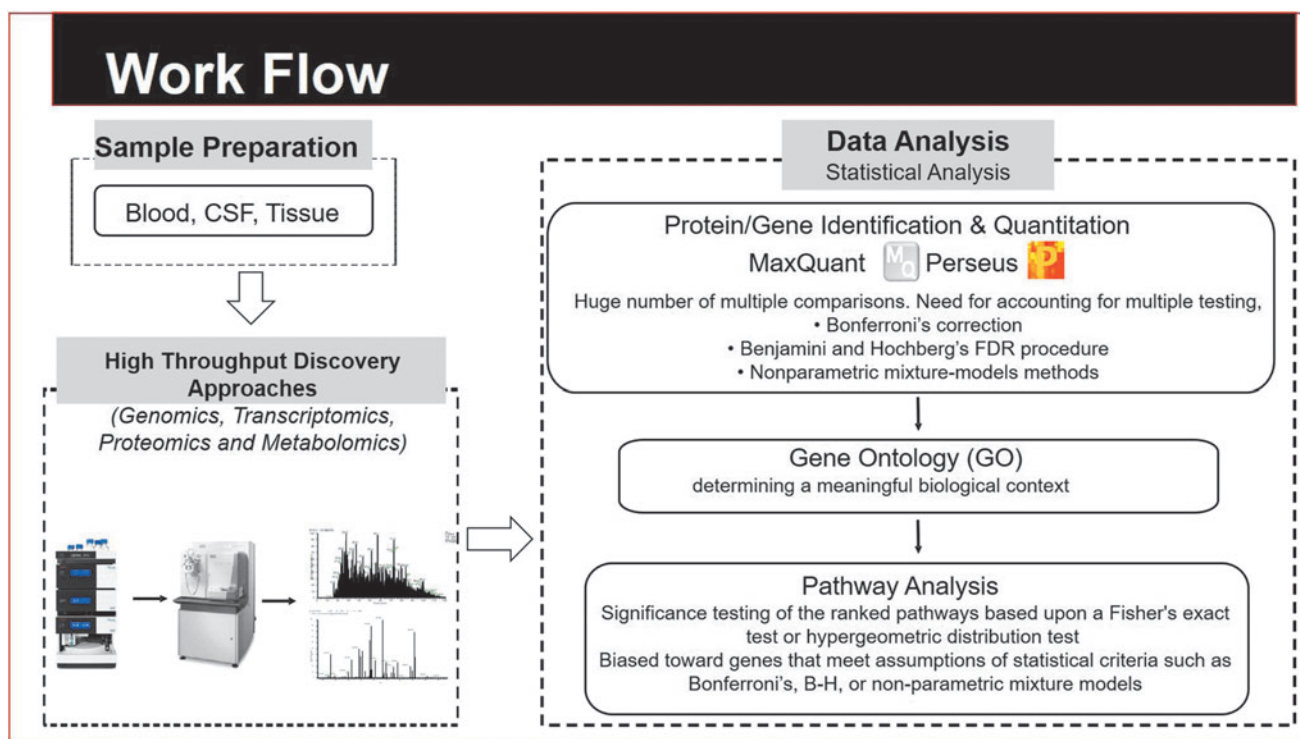 Work Flow
Sample Preparation
Blood, CSF, Tissue
High Throughput Discovery
Approaches
(Genomics, Transcriptomics,
Proteomics and Metabolomics)
Data Analysis
Statistical Analysis
Protein/Gene Identification & Quantitation
MaxQuant MQ Perseus P
Huge number of multiple comparisons. Need for accounting for multiple testing,
• Bonferroni's correction
• Benjamini and Hochberg's FDR procedure
• Nonparametric mixture-models methods
Gene Ontology (GO)
determining a meaningful biological context
Pathway Analysis
Significance testing of the ranked pathways based upon a Fisher's exact
test or hypergeometric distribution test
Biased toward genes that meet assumptions of statistical criteria such as
Bonferroni's, B-H, or non-parametric mixture models